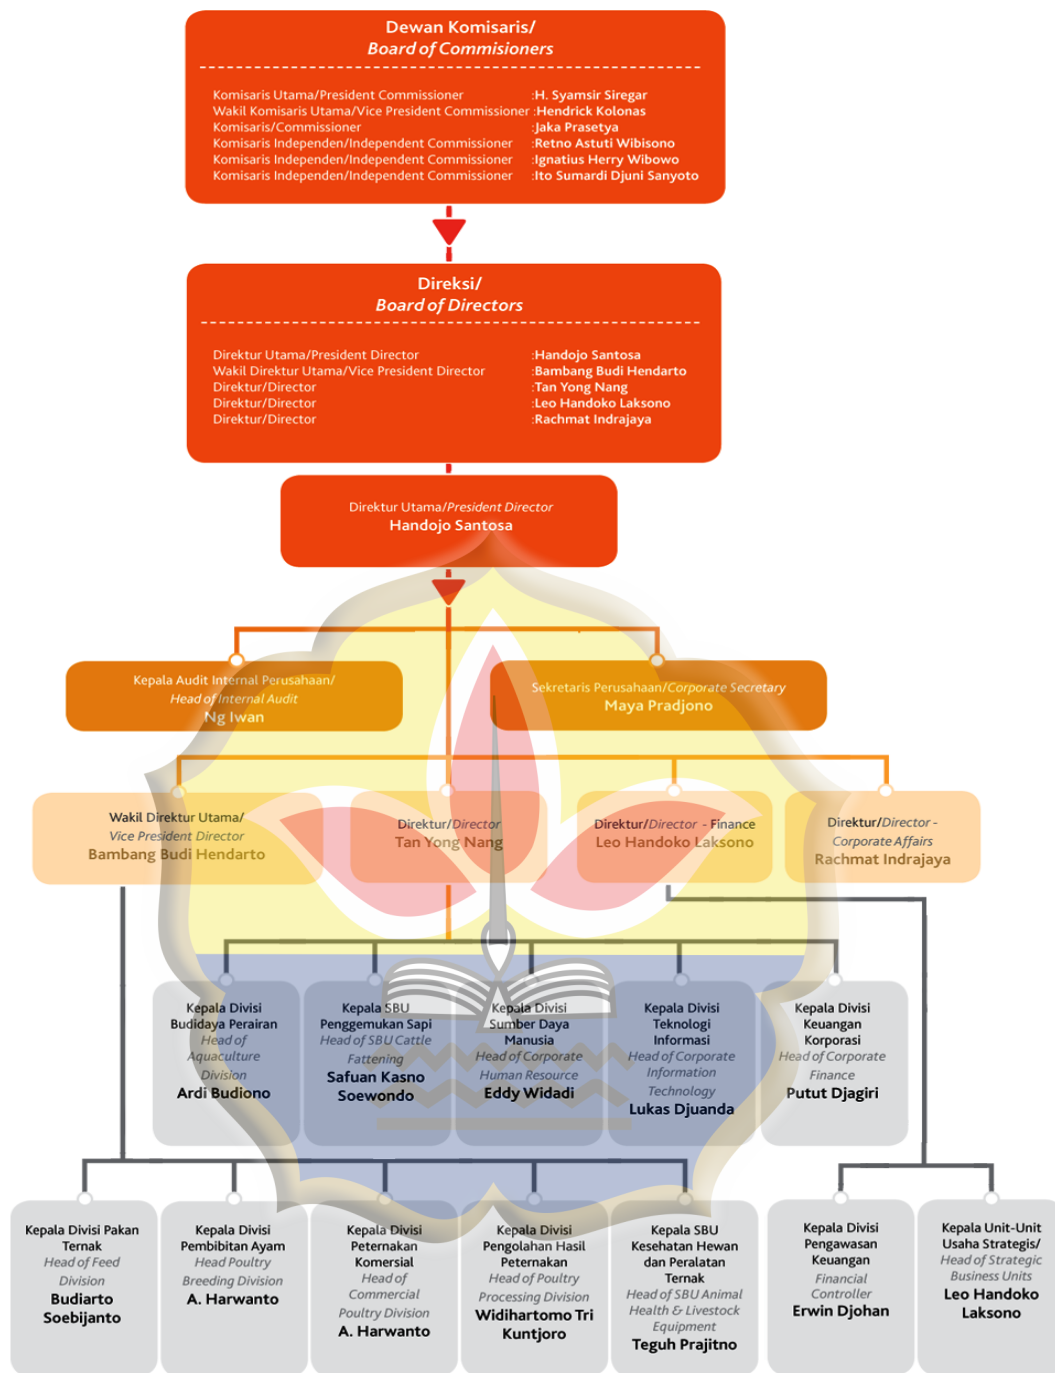 Dewan Komisaris/
Board of Commisioners
Komisaris Utama/President Commissioner :H. Syamsir Siregar
Wakil Komisaris Utama/Vice President Commissioner :Hendrick Kolonas
Komisaris/Commissioner :Jaka Prasetya
Komisaris Independen/Independent Commissioner :Retno Astuti Wibisono
Komisaris Independen/Independent Commissioner :Ignatius Herry Wibowo
Komisaris Independen/Independent Commissioner :Ito Sumardi Djuni Sanyoto
Direksi/
Board of Directors
Direktur Utama/President Director :Handojo Santosa
Wakil Direktur Utama/Vice President Director :Bambang Budi Hendarto
Direktur/Director :Tan Yong Nang
Direktur/Director :Leo Handoko Laksono
Direktur/Director :Rachmat Indrajaya
Direktur Utama/President Director
Handojo Santosa
Kepala Audit Internal Perusahaan/
Head of Internal Audit
Ng Iwan
Sekretaris Perusahaan/Corporate Secretary
Maya Pradjono
Wakil Direktur Utama/
Vice President Director
Bambang Budi Hendarto
Direktur/Director
Tan Yong Nang
Direktur/Director - Finance
Leo Handoko Laksono
Direktur/Director -
Corporate Affairs
Rachmat Indrajaya
Kepala Divisi
Budidaya Perairan
Head of
Aquaculture
Division
Ardi Budiono
Kepala SBU
Penggemukan Sapi
Head of SBU Cattle
Fattening
Safuan Kasno
Soewondo
Kepala Divisi
Sumber Daya
Manusia
Head of Corporate
Human Resource
Eddy Widadi
Kepala Divisi
Teknologi
Informasi
Head of Corporate
Information
Technology
Lukas Djuanda
Kepala Divisi
Keuangan
Korporasi
Head of Corporate
Finance
Putut Djagiri
Kepala Divisi Pakan
Ternak
Head of Feed
Division
Budiarto
Soebijanto
Kepala Divisi
Pembibitan Ayam
Head Poultry
Breeding Division
A. Harwanto
Kepala Divisi
Peternakan
Komersial
Head of
Commercial
Poultry Division
A. Harwanto
Kepala Divisi
Pengolahan Hasil
Peternakan
Head of Poultry
Processing Division
Widihartomo Tri
Kuntjoro
Kepala SBU
Kesehatan Hewan
dan Peralatan
Ternak
Head of SBU Animal
Health & Livestock
Equipment
Teguh Prajitno
Kepala Divisi
Pengawasan
Keuangan
Financial
Controller
Erwin Djohan
Kepala Unit-Unit
Usaha Strategis/
Head of Strategic
Business Units
Leo Handoko
Laksono